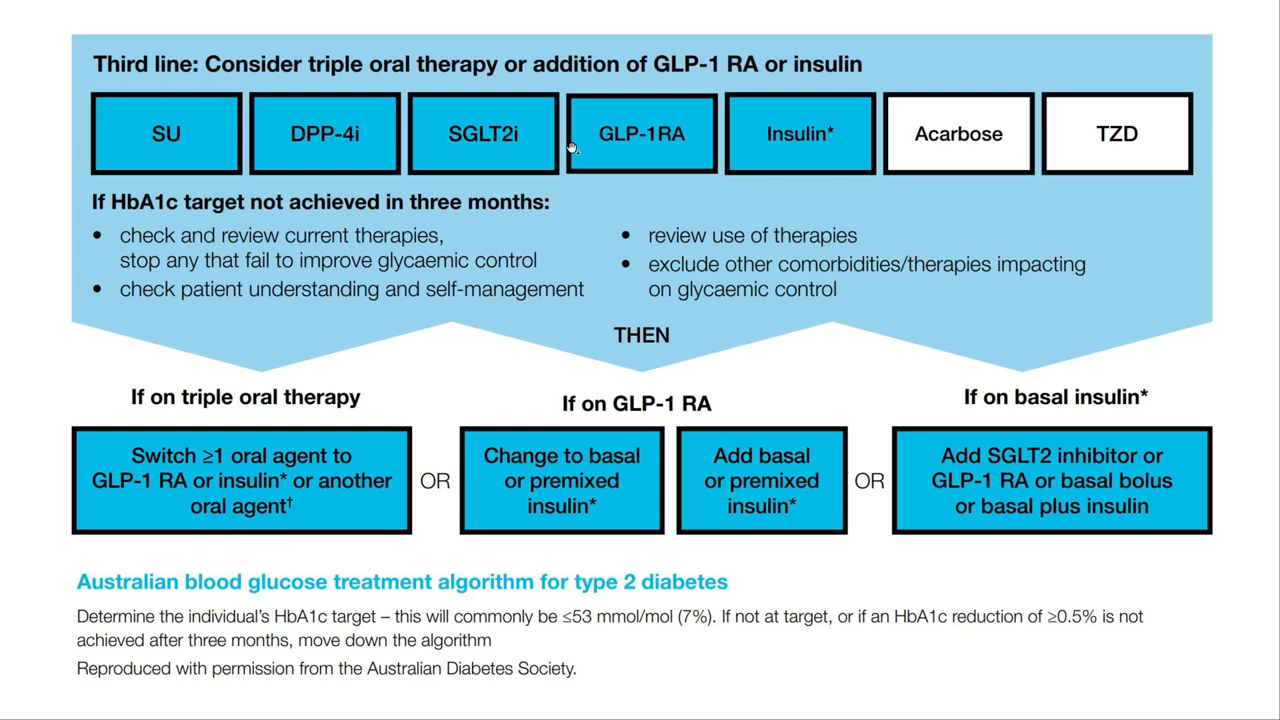 Third line: Consider triple oral therapy or addition of GLP-1 RA or insulin
SU
DPP-4i
SGLT2i
GLP-1RA
Insulin*
Acarbose
TZD
If HbA1c target not achieved in three months:
• check and review current therapies,
stop any that fail to improve glycaemic control
• check patient understanding and self-management
• review use of therapies
• exclude other comorbidities/therapies impacting
on glycaemic control
THEN
If on triple oral therapy
Switch ≥1 oral agent to
GLP-1 RA or insulin* or another
oral agent†
OR
If on GLP-1 RA
Change to basal
or premixed
insulin*
Add basal
or premixed
insulin*
OR
If on basal insulin*
Add SGLT2 inhibitor or
GLP-1 RA or basal bolus
or basal plus insulin
Australian blood glucose treatment algorithm for type 2 diabetes
Determine the individual's HbA1c target – this will commonly be ≤53 mmol/mol (7%). If not at target, or if an HbA1c reduction of ≥0.5% is not
achieved after three months, move down the algorithm
Reproduced with permission from the Australian Diabetes Society.